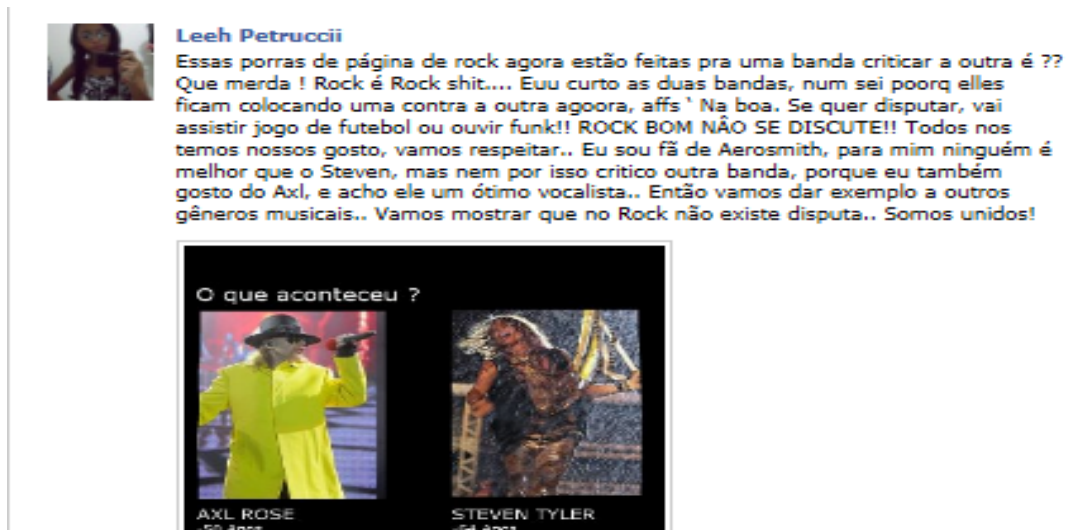 Leeh Petruccii
Essas porras de página de rock agora estão feitas pra uma banda criticar a outra é ??
Que merda ! Rock é Rock shit.... Euu curto as duas bandas, num sei poorq elles
ficam colocando uma contra a outra agoora, affs ` Na boa. Se quer disputar, vai
assistir jogo de futebol ou ouvir funk!! ROCK BOM NÂO SE DISCUTE!! Todos nos
temos nossos gosto, vamos respeitar.. Eu sou fã de Aerosmith, para mim ninguém é
melhor que o Steven, mas nem por isso critico outra banda, porque eu também
gosto do Axl, e acho ele um ótimo vocalista.. Então vamos dar exemplo a outros
gêneros musicais.. Vamos mostrar que no Rock não existe disputa.. Somos unidos!
O que aconteceu ?
AXL ROSE
STEVEN TYLER